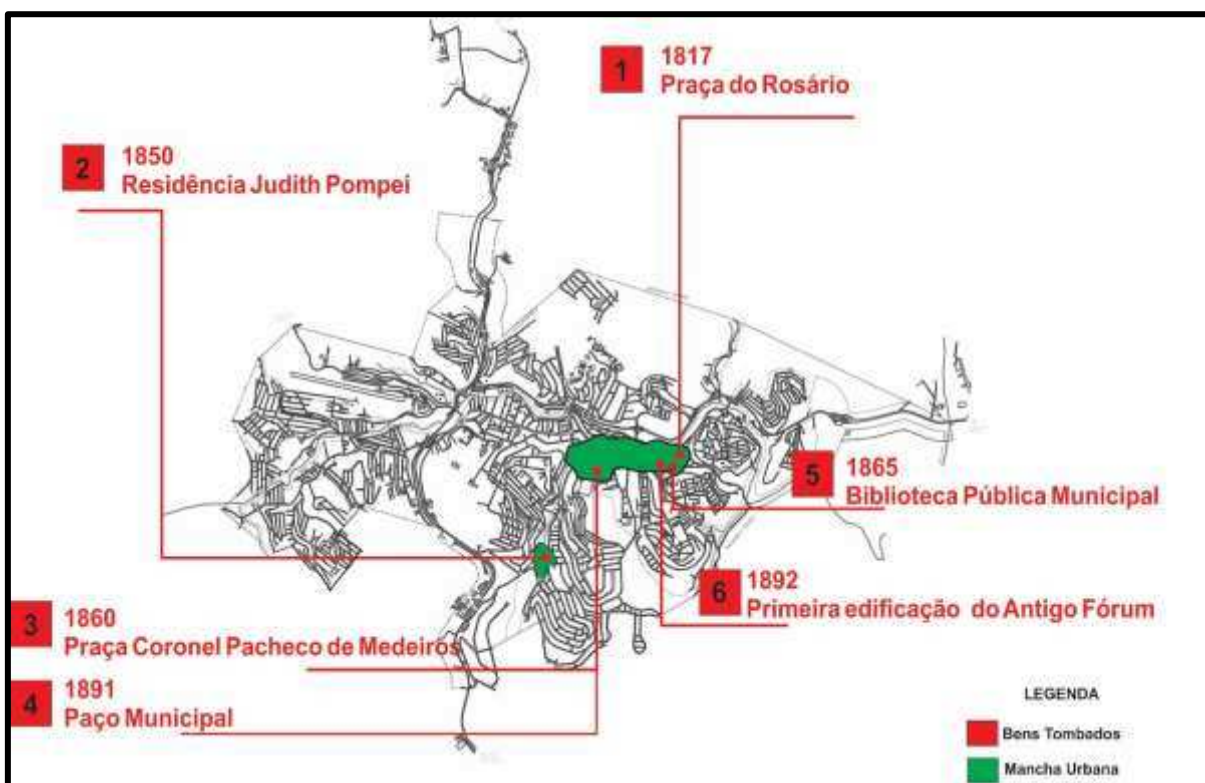 1
1817
Praça do Rosário
2
1850
Residência Judith Pompei
5
1865
Biblioteca Pública Municipal
6
1892
Primeira edificação do Antigo Fórum
3
1860
Praça Coronel Pacheco de Medeiros
4
1891
Paço Municipal
LEGENDA
Bens Tombados
Mancha Urbana